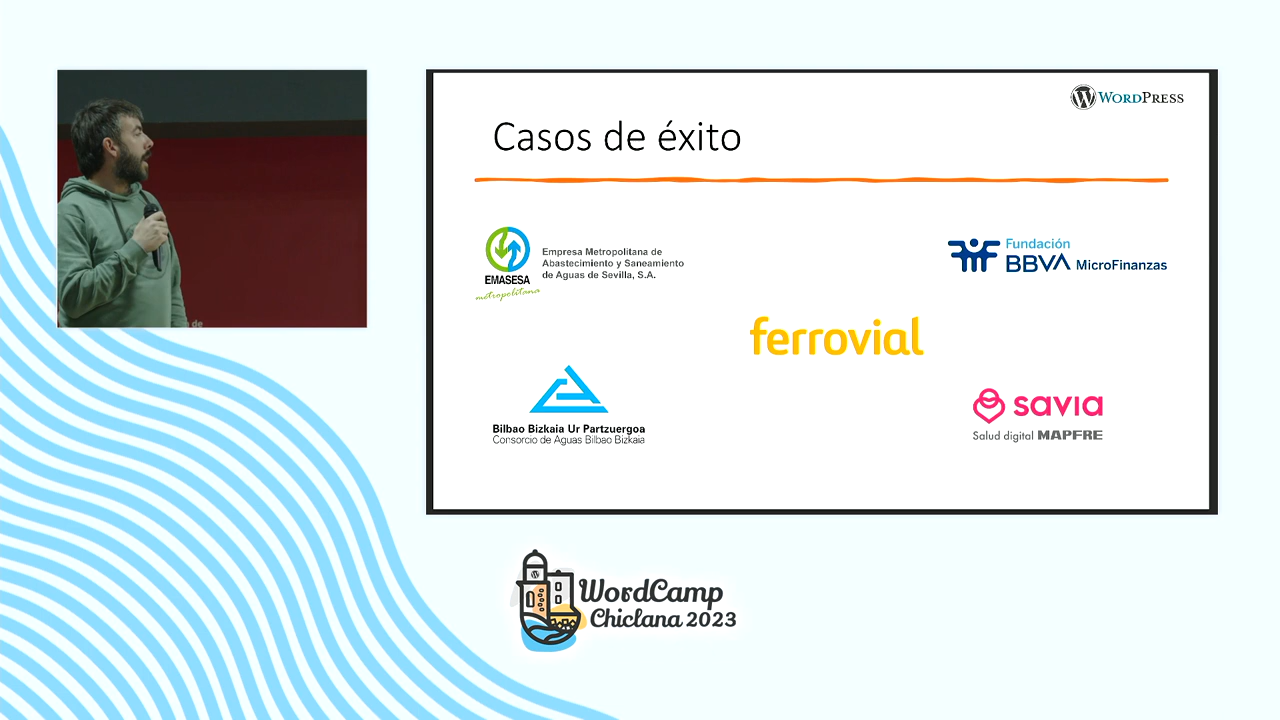 WORDPRESS
Casos de éxito
EMASESA
metropolitana
Empresa Metropolitana de
Abastecimiento y Saneamiento
de Aguas de Sevilla, S.A.
Fundación
BBVA MicroFinanzas
ferrovial
Bilbao Bizkaia Ur Partzuergoa
Consorcio de Aguas Bilbao Bizkaia
savia
Salud digital MAPFRE
WordCamp
Chiclana 2023